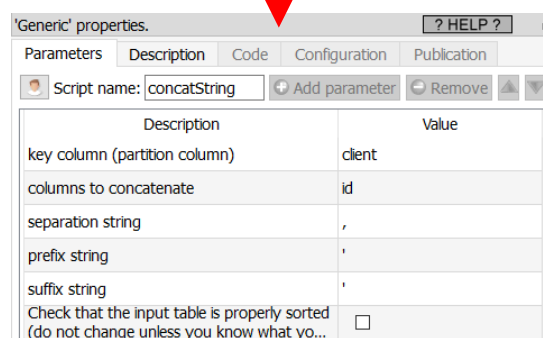 'Generic' properties.
? HELP ?
Parameters Description Code Configuration Publication
Script name: concatString Add parameter Remove
Description Value
key column (partition column) client
columns to concatenate id
separation string ,
prefix string '
suffix string '
Check that the input table is properly sorted
(do not change unless you know what yo...